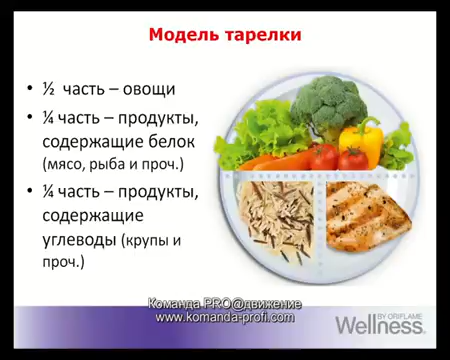 Модель тарелки
• ½ часть – овощи
• ¼ часть – продукты,
содержащие белок
(мясо, рыба и проч.)
• ¼ часть – продукты,
содержащие
углеводы (крупы и
проч.)
Команда PRO@движение
www.komanda-profi.com
BY ORIFLAME
Wellness.